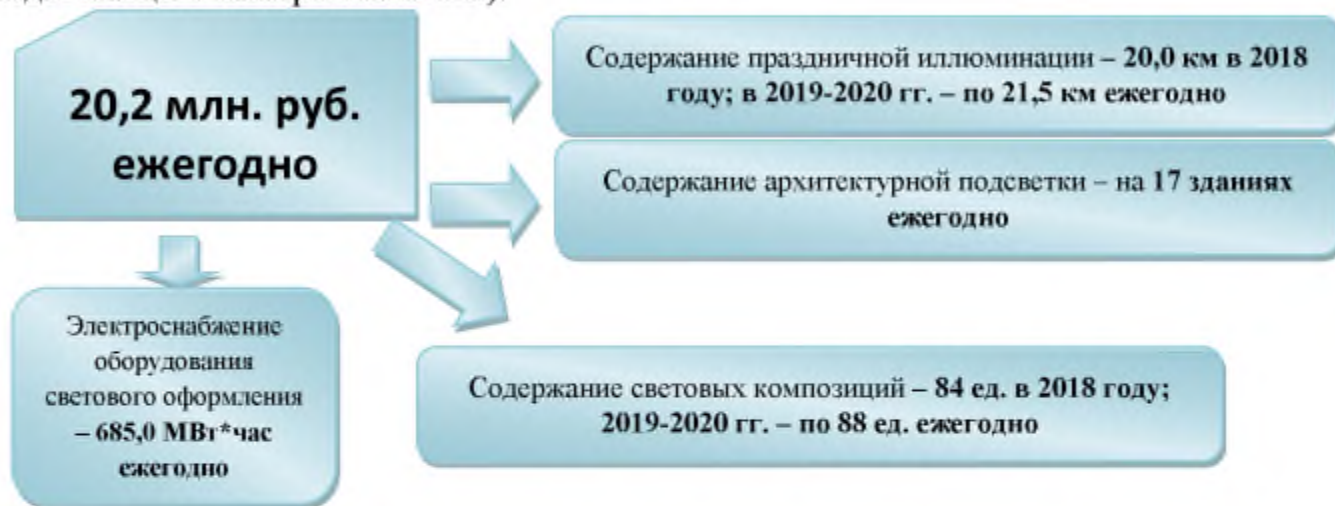 20,2 млн. руб.
ежегодно
Содержание праздничной иллюминации – 20,0 км в 2018
году; в 2019-2020 гг. – по 21,5 км ежегодно
Содержание архитектурной подсветки – на 17 зданиях
ежегодно
Электроснабжение
оборудования
светового оформления
– 685,0 МВт*час
ежегодно
Содержание световых композиций – 84 ед. в 2018 году;
2019-2020 гг. – по 88 ед. ежегодно